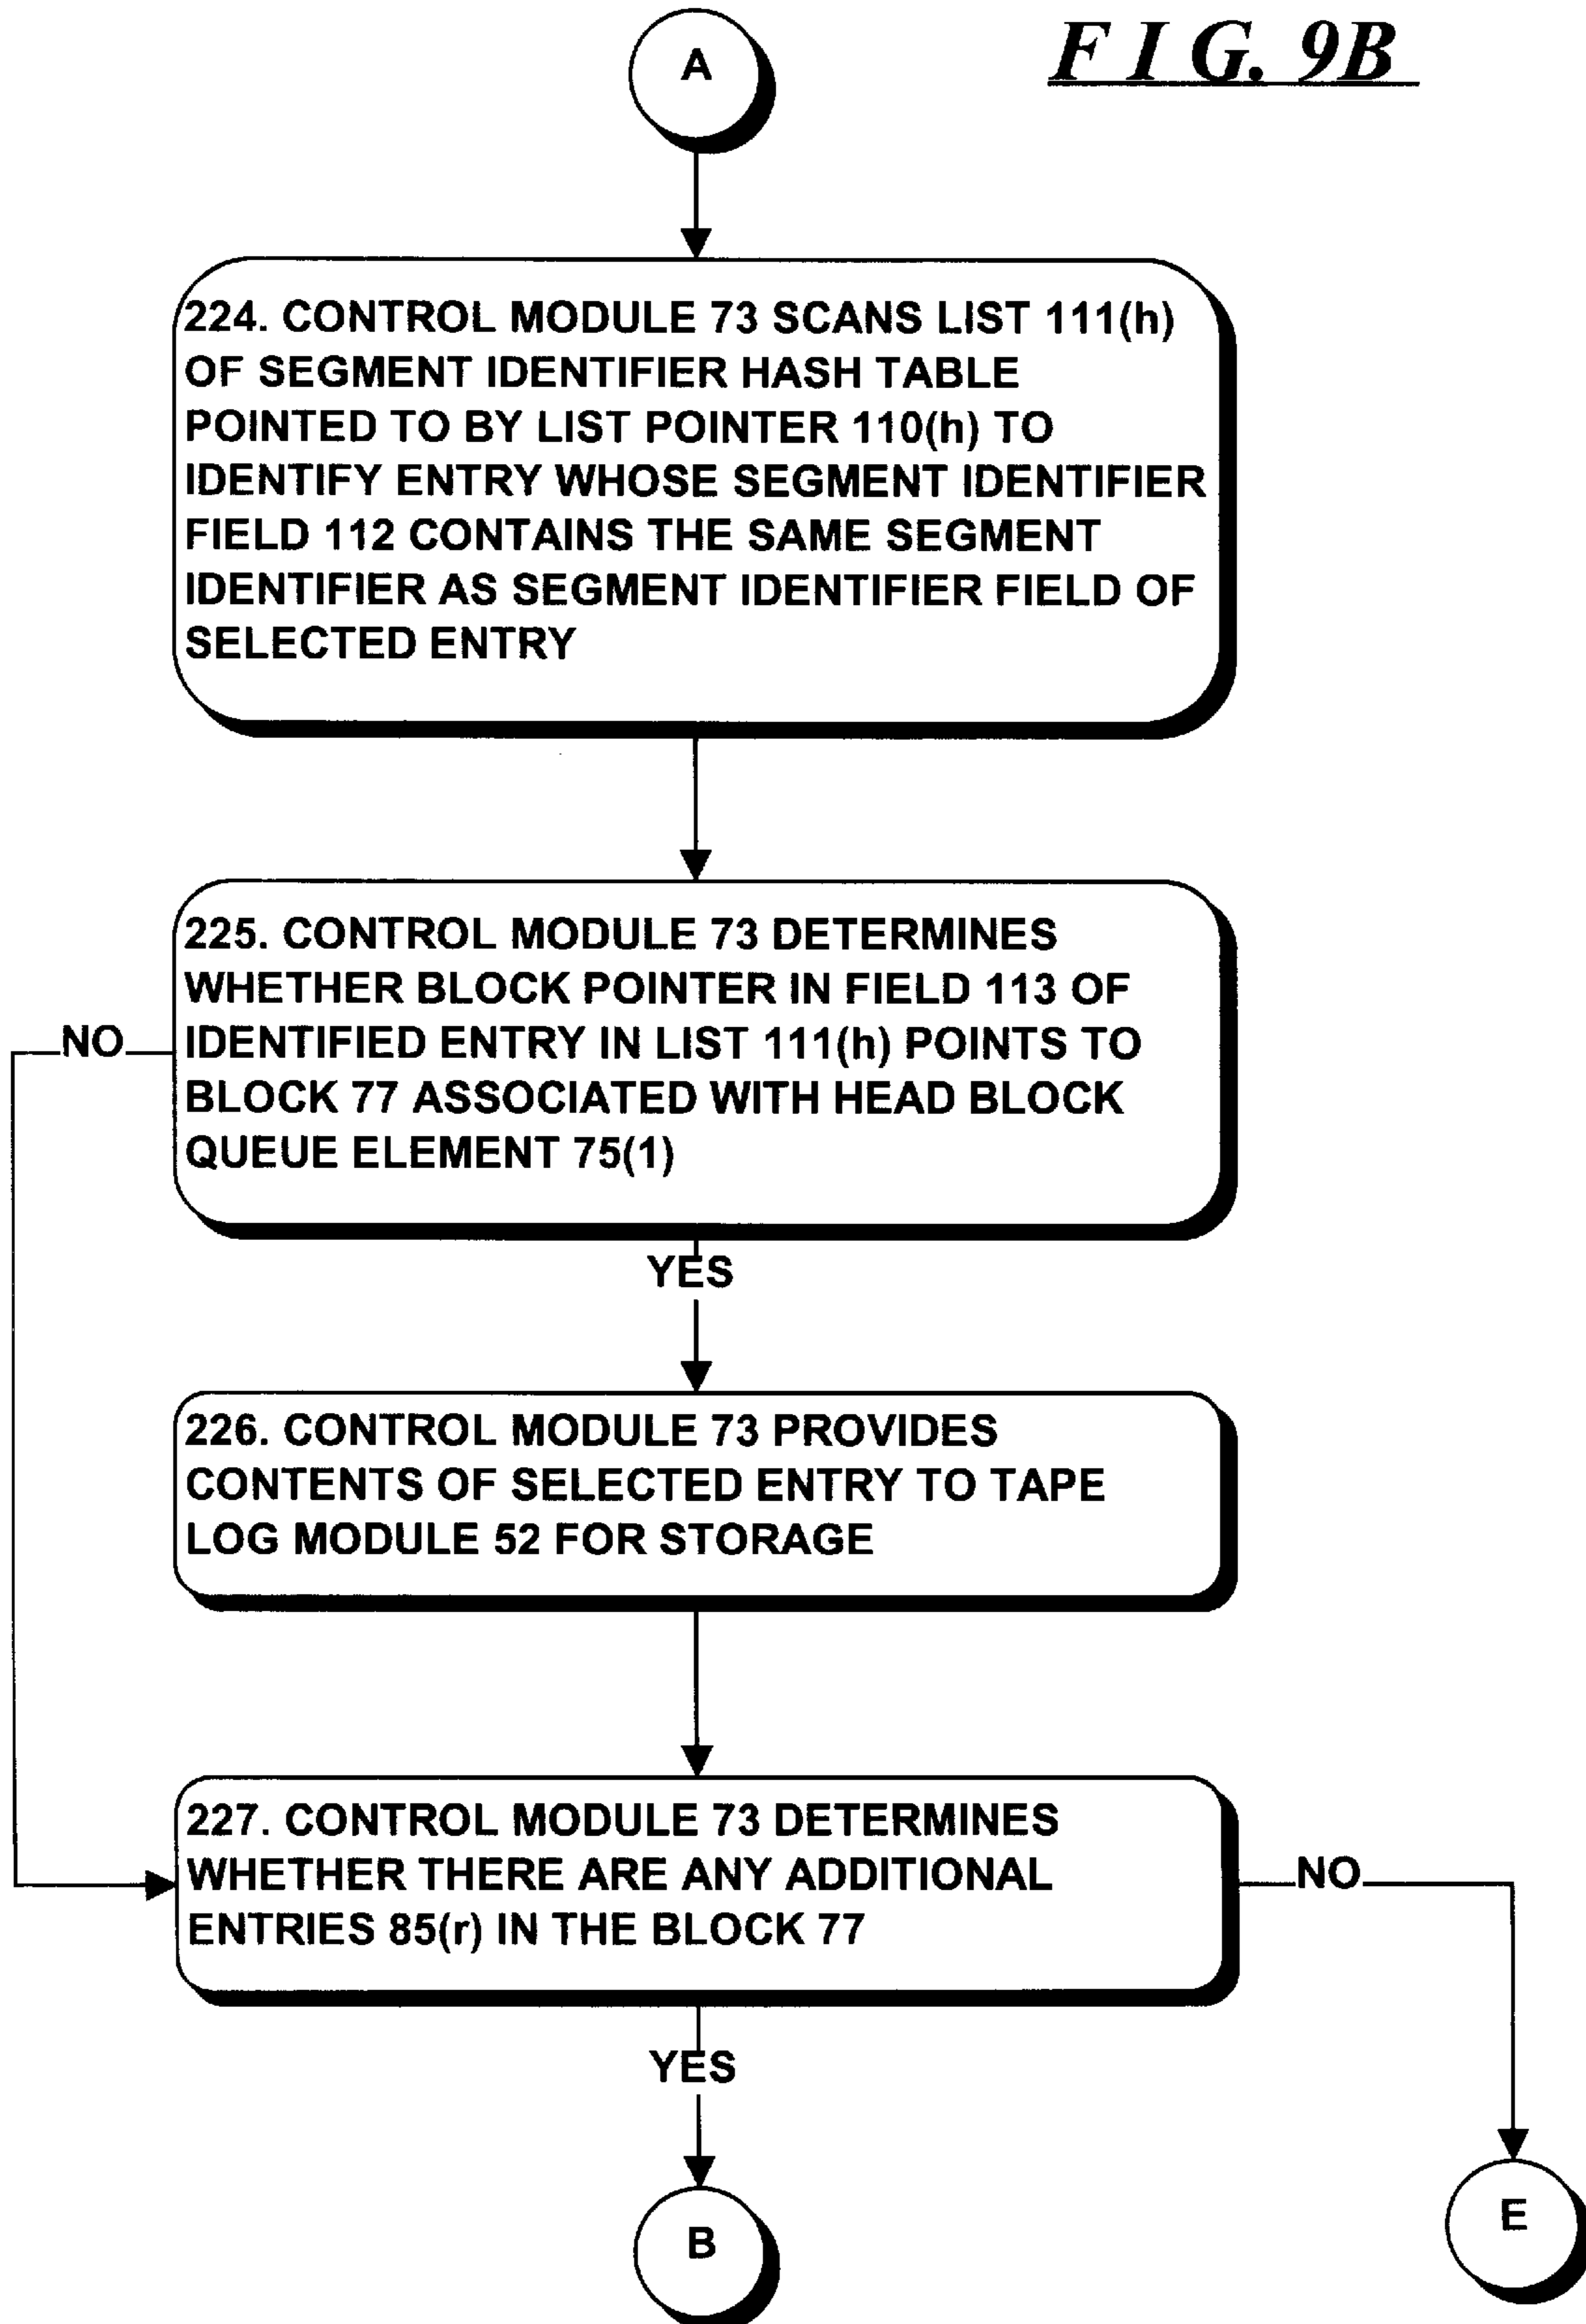 F I G. 9B
A
224. CONTROL MODULE 73 SCANS LIST 111(h)
OF SEGMENT IDENTIFIER HASH TABLE
POINTED TO BY LIST POINTER 110(h) TO
IDENTIFY ENTRY WHOSE SEGMENT IDENTIFIER
FIELD 112 CONTAINS THE SAME SEGMENT
IDENTIFIER AS SEGMENT IDENTIFIER FIELD OF
SELECTED ENTRY
225. CONTROL MODULE 73 DETERMINES
WHETHER BLOCK POINTER IN FIELD 113 OF
IDENTIFIED ENTRY IN LIST 111(h) POINTS TO
BLOCK 77 ASSOCIATED WITH HEAD BLOCK
QUEUE ELEMENT 75(1)
NO
YES
226. CONTROL MODULE 73 PROVIDES
CONTENTS OF SELECTED ENTRY TO TAPE
LOG MODULE 52 FOR STORAGE
227. CONTROL MODULE 73 DETERMINES
WHETHER THERE ARE ANY ADDITIONAL
ENTRIES 85(r) IN THE BLOCK 77
NO
YES
B
E